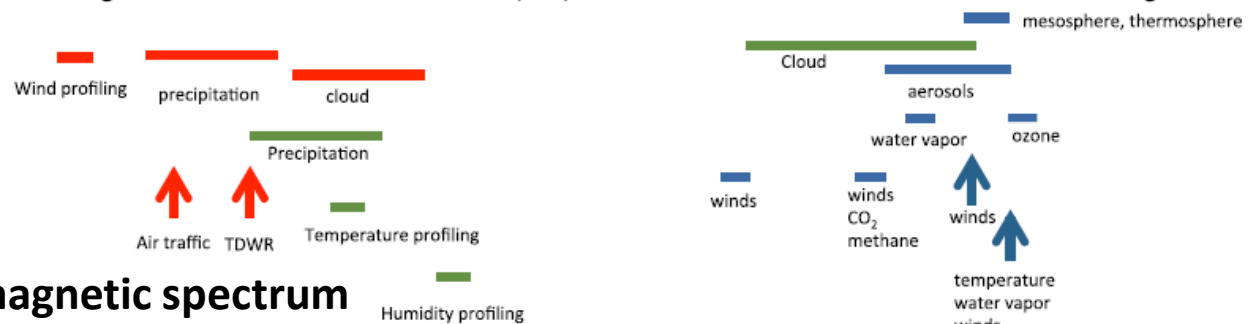 mesosphere, thermosphere
Cloud
Wind profiling
precipitation
cloud
aerosols
water vapor
ozone
Precipitation
winds
winds
CO₂
methane
winds
Air traffic
TDWR
Temperature profiling
temperature
water vapor
magnetic spectrum
Humidity profiling